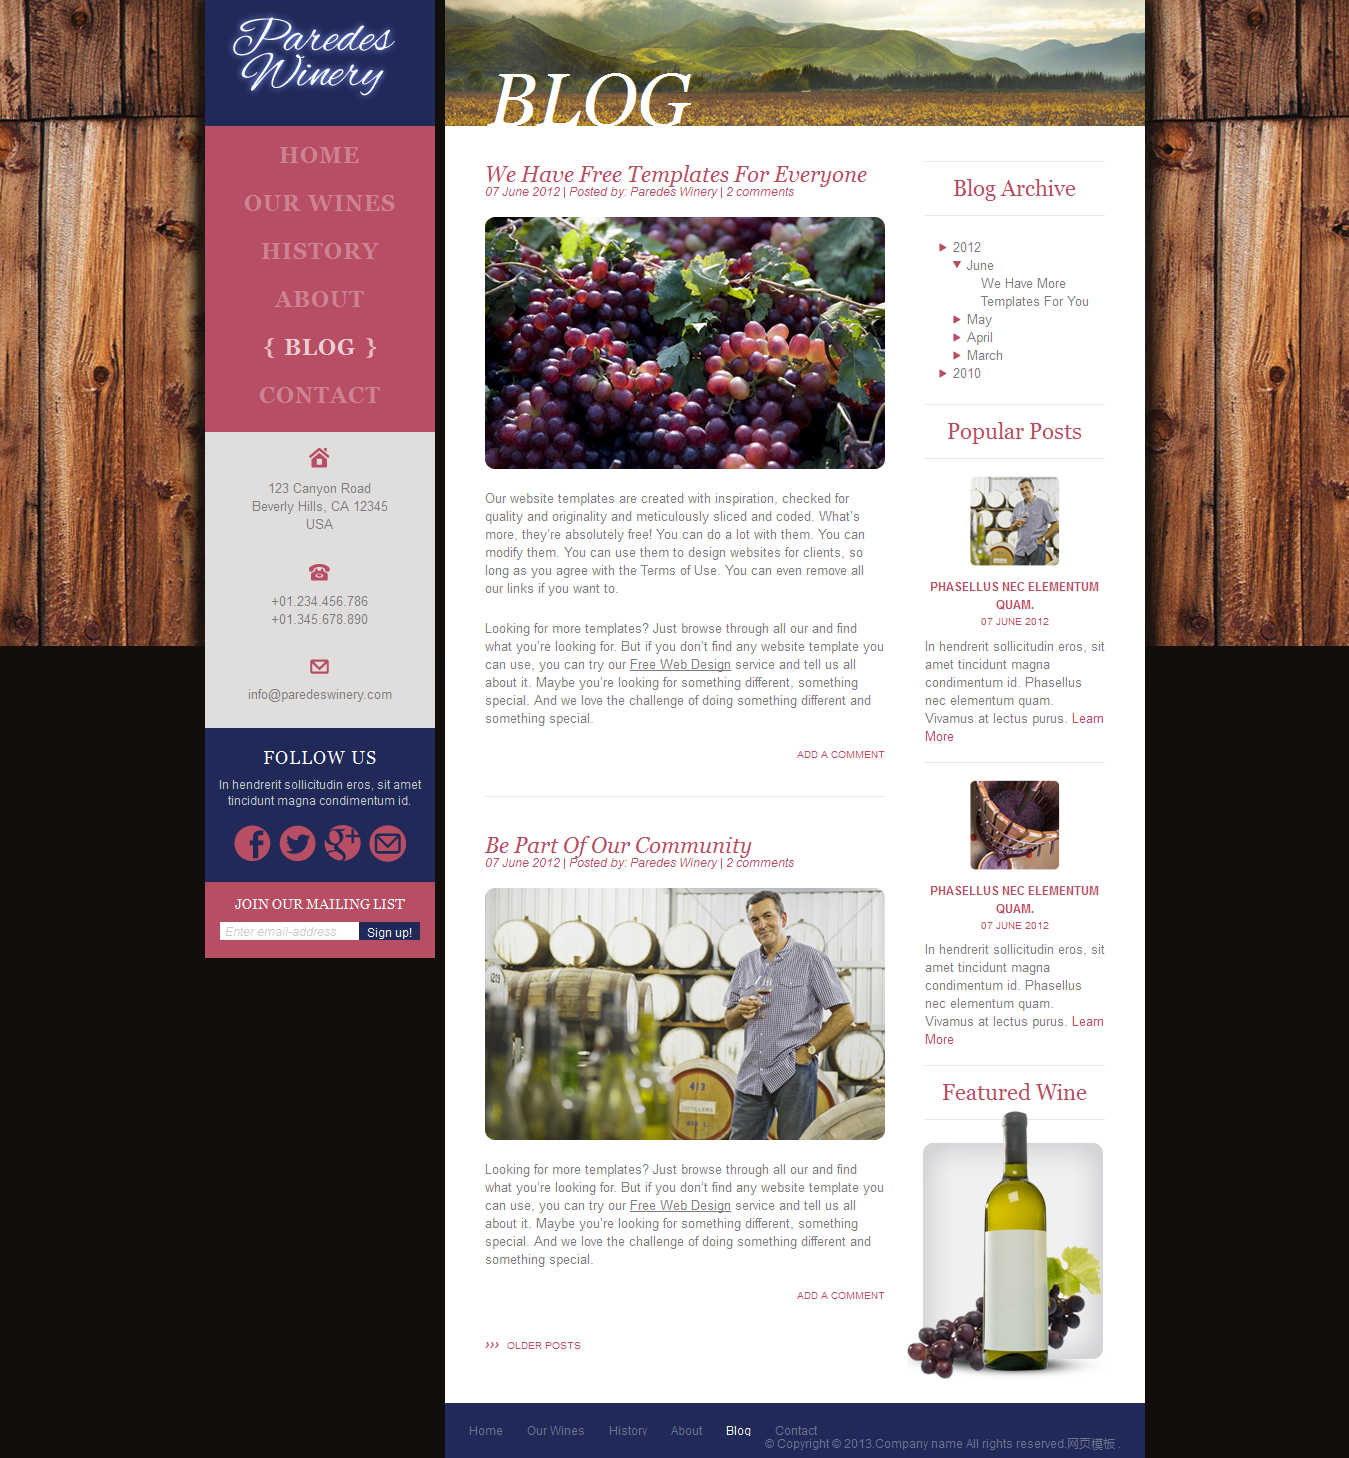 Paredes
Winery
HOME
OUR WINES
HISTORY
ABOUT
{ BLOG }
CONTACT
123 Canyon Road
Beverly Hills, CA 12345
USA
+01.234.456.786
+01.345.678.890
info@paredeswinery.com
FOLLOW US
In hendrerit sollicitudin eros, sit amet
tincidunt magna condimentum id.
JOIN OUR MAILING LIST
Enter email-address
Sign up!
BLOG
We Have Free Templates For Everyone
07 June 2012 | Posted by: Paredes Winery | 2 comments
Our website templates are created with inspiration, checked for
quality and originality and meticulously sliced and coded. What’s
more, they’re absolutely free! You can do a lot with them. You can
modify them. You can use them to design websites for clients, so
long as you agree with the Terms of Use. You can even remove all
our links if you want to.
Looking for more templates? Just browse through all our and find
what you’re looking for. But if you don’t find any website template you
can use, you can try our Free Web Design service and tell us all
about it. Maybe you’re looking for something different, something
special. And we love the challenge of doing something different and
something special.
ADD A COMMENT
Be Part Of Our Community
07 June 2012 | Posted by: Paredes Winery | 2 comments
Looking for more templates? Just browse through all our and find
what you’re looking for. But if you don’t find any website template you
can use, you can try our Free Web Design service and tell us all
about it. Maybe you’re looking for something different, something
special. And we love the challenge of doing something different and
something special.
ADD A COMMENT
››› OLDER POSTS
Blog Archive
2012
June
We Have More
Templates For You
May
April
March
2010
Popular Posts
PHASELLUS NEC ELEMENTUM
QUAM.
07 JUNE 2012
In hendrerit sollicitudin eros, sit
amet tincidunt magna
condimentum id. Phasellus
nec elementum quam.
Vivamus at lectus purus. Learn
More
PHASELLUS NEC ELEMENTUM
QUAM.
07 JUNE 2012
In hendrerit sollicitudin eros, sit
amet tincidunt magna
condimentum id. Phasellus
nec elementum quam.
Vivamus at lectus purus. Learn
More
Featured Wine
Home Our Wines History About Blog Contact
© Copyright © 2013.Company name All rights reserved.网页模板 .